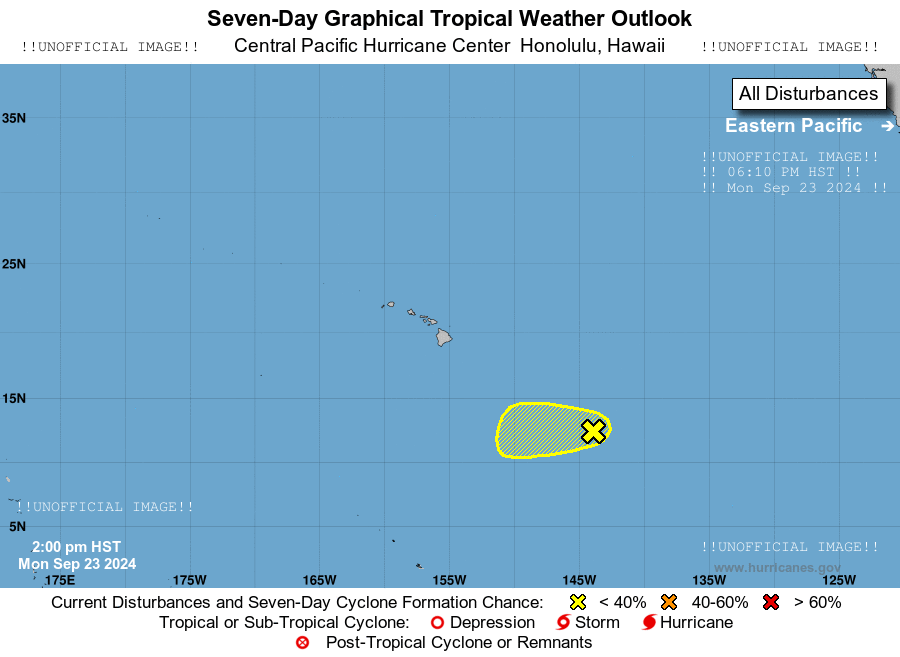 Seven-Day Graphical Tropical Weather Outlook
!!UNOFFICIAL IMAGE!! Central Pacific Hurricane Center Honolulu, Hawaii !!UNOFFICIAL IMAGE!!
All Disturbances
35N
Eastern Pacific ➔
!!UNOFFICIAL IMAGE!!
!! 06:10 PM HST !!
!! Mon Sep 23 2024 !!
25N
15N
!!UNOFFICIAL IMAGE!!
5N
2:00 pm HST
Mon Sep 23 2024
!!UNOFFICIAL IMAGE!!
www.hurricanes.gov
175E 175W 165W 155W 145W 135W 125W
Current Disturbances and Seven-Day Cyclone Formation Chance: < 40% 40-60% > 60%
Tropical or Sub-Tropical Cyclone: Depression Storm Hurricane
Post-Tropical Cyclone or Remnants